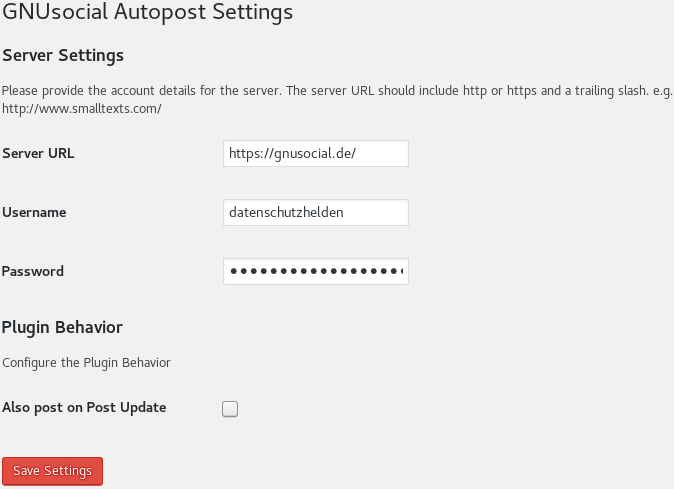 GNUsocial Autopost Settings
Server Settings
Please provide the account details for the server. The server URL should include http or https and a trailing slash. e.g.
http://www.smalltexts.com/
Server URL https://gnusocial.de/
Username datenschutzhelden
Password ••••••••••••••••••
Plugin Behavior
Configure the Plugin Behavior
Also post on Post Update
Save Settings